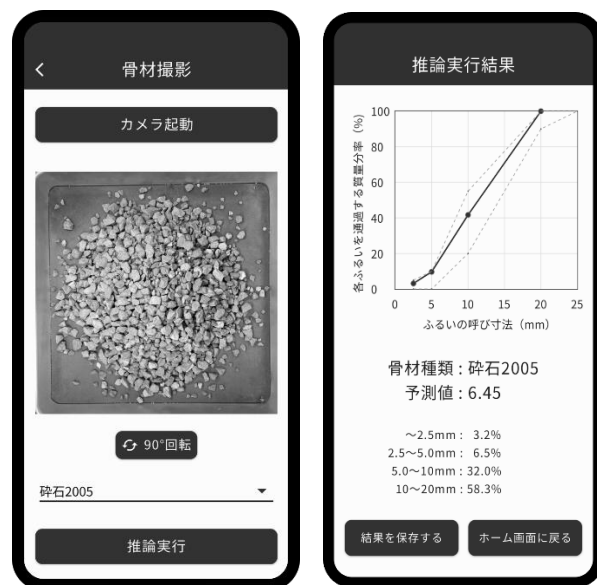 骨材撮影
カメラ起動
90°回転
砕石2005
推論実行
推論実行結果
各ふるいを通過する質量分率 (%)
100
80
60
40
20
0
0 5 10 15 20 25
ふるいの呼び寸法（mm）
骨材種類：砕石2005
予測値：6.45
～2.5mm： 3.2%
2.5～5.0mm： 6.5%
5.0～10mm：32.0%
10～20mm：58.3%
結果を保存する
ホーム画面に戻る